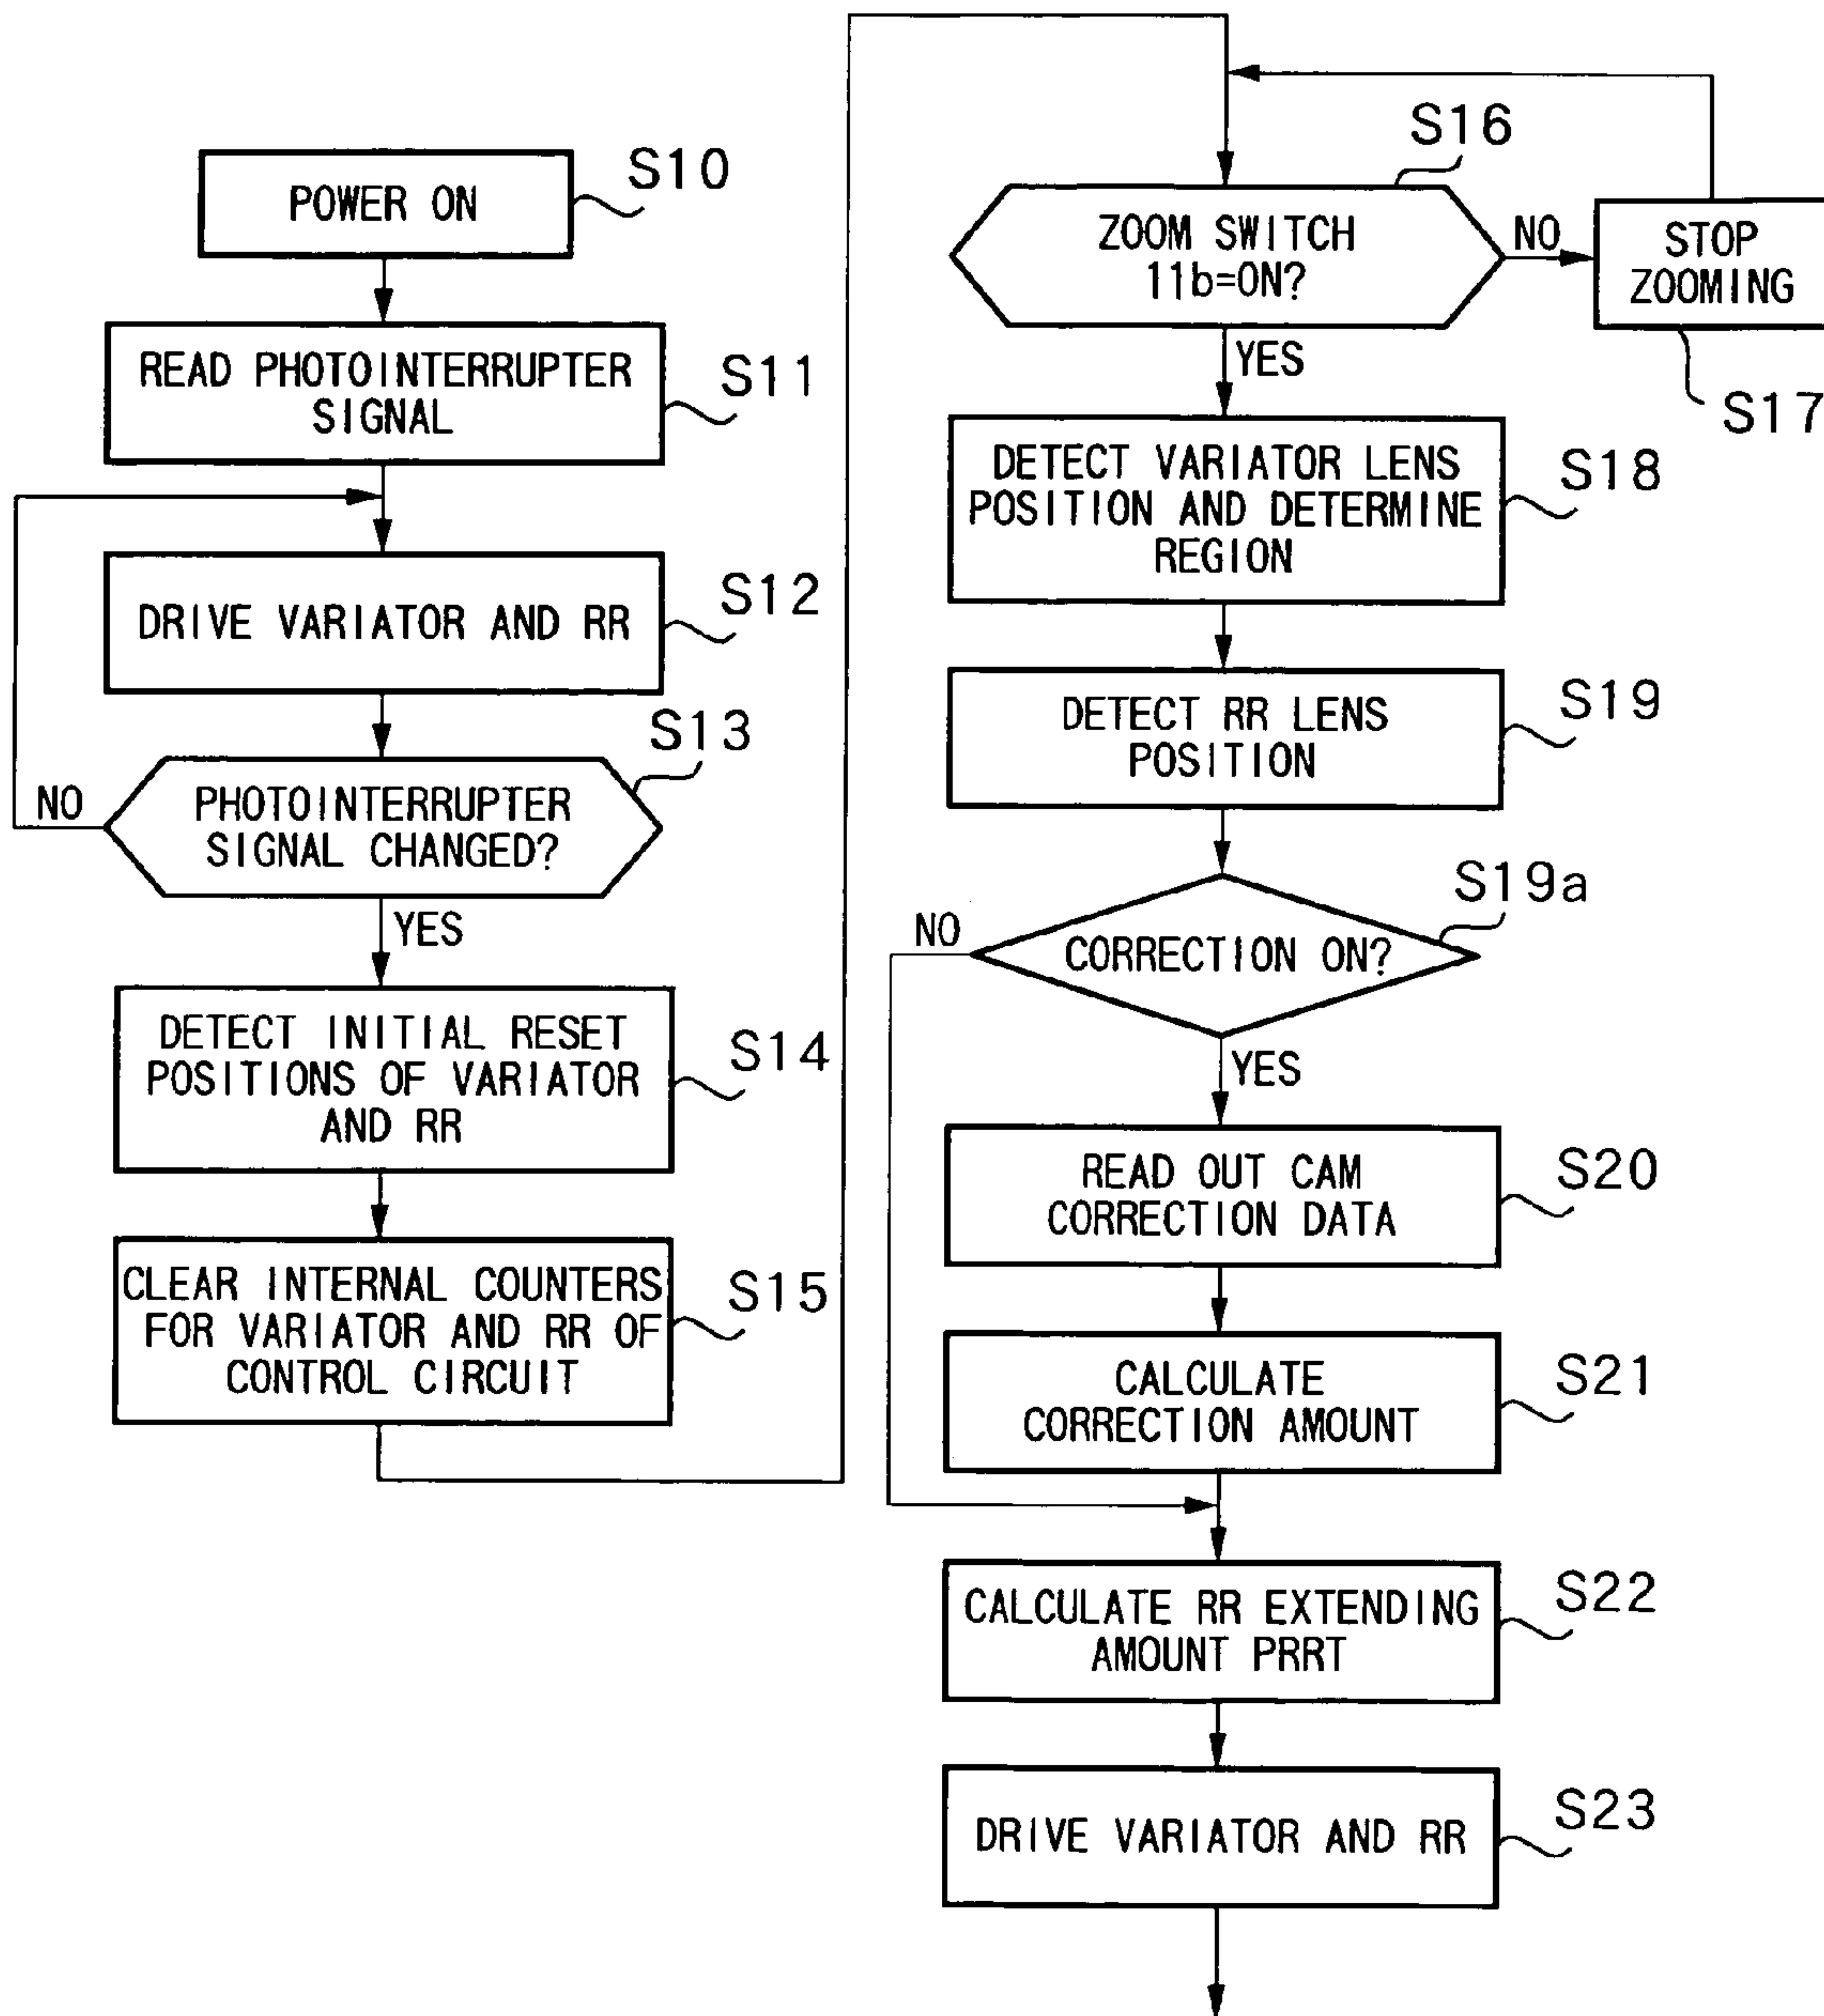 POWER ON
S10
READ PHOTOINTERRUPTER
SIGNAL
S11
DRIVE VARIATOR AND RR
S12
PHOTOINTERRUPTER
SIGNAL CHANGED?
S13
NO
YES
DETECT INITIAL RESET
POSITIONS OF VARIATOR
AND RR
S14
CLEAR INTERNAL COUNTERS
FOR VARIATOR AND RR OF
CONTROL CIRCUIT
S15
S16
ZOOM SWITCH
11b=ON?
NO
STOP
ZOOMING
S17
YES
DETECT VARIATOR LENS
POSITION AND DETERMINE
REGION
S18
DETECT RR LENS
POSITION
S19
S19a
NO
CORRECTION ON?
YES
READ OUT CAM
CORRECTION DATA
S20
CALCULATE
CORRECTION AMOUNT
S21
CALCULATE RR EXTENDING
AMOUNT PRRT
S22
DRIVE VARIATOR AND RR
S23